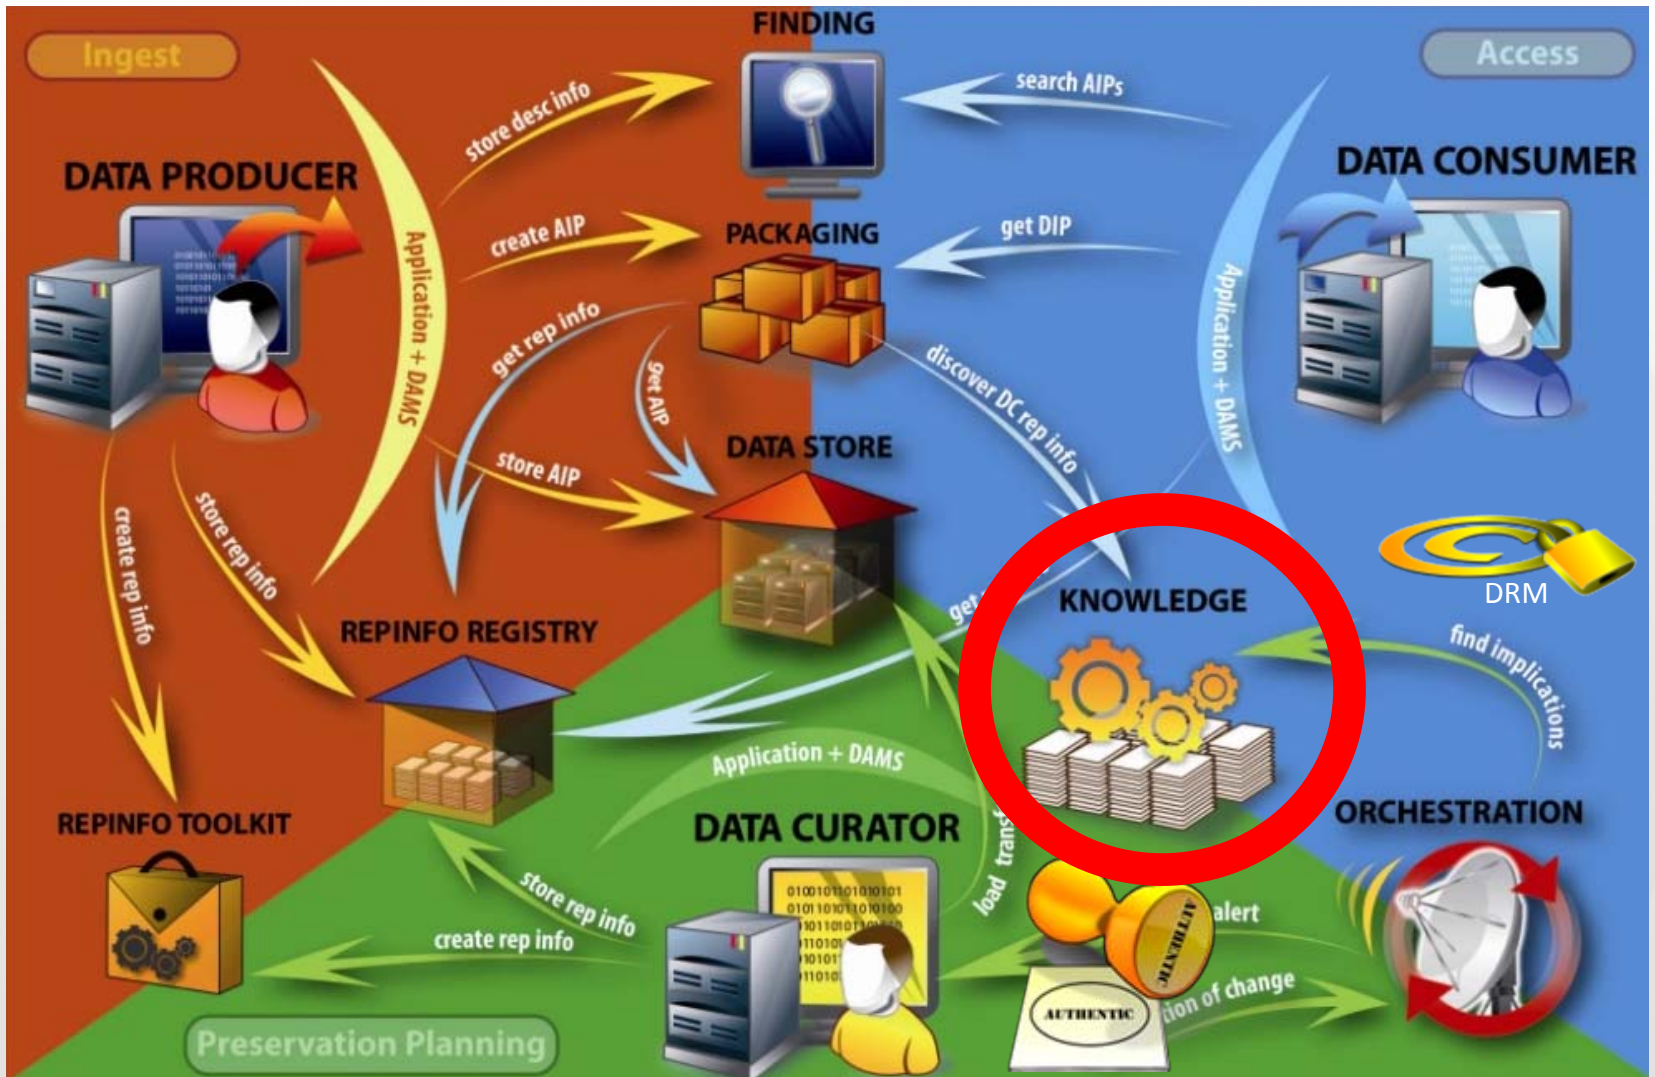 FINDING
Ingest
Access
search AIPs
store desc info
DATA PRODUCER
DATA CONSUMER
create AIP
PACKAGING
get DIP
Application + DAMS
Application + DAMS
get rep info
get AIP
discover DC rep info
DATA STORE
store AIP
store rep info
create rep info
get
KNOWLEDGE
DRM
REPINFO REGISTRY
find implications
Application + DAMS
REPINFO TOOLKIT
DATA CURATOR
ORCHESTRATION
load
store rep info
create rep info
0100101101010101
AUTHENTIC
alert
of change
AUTHENTIC
Preservation Planning